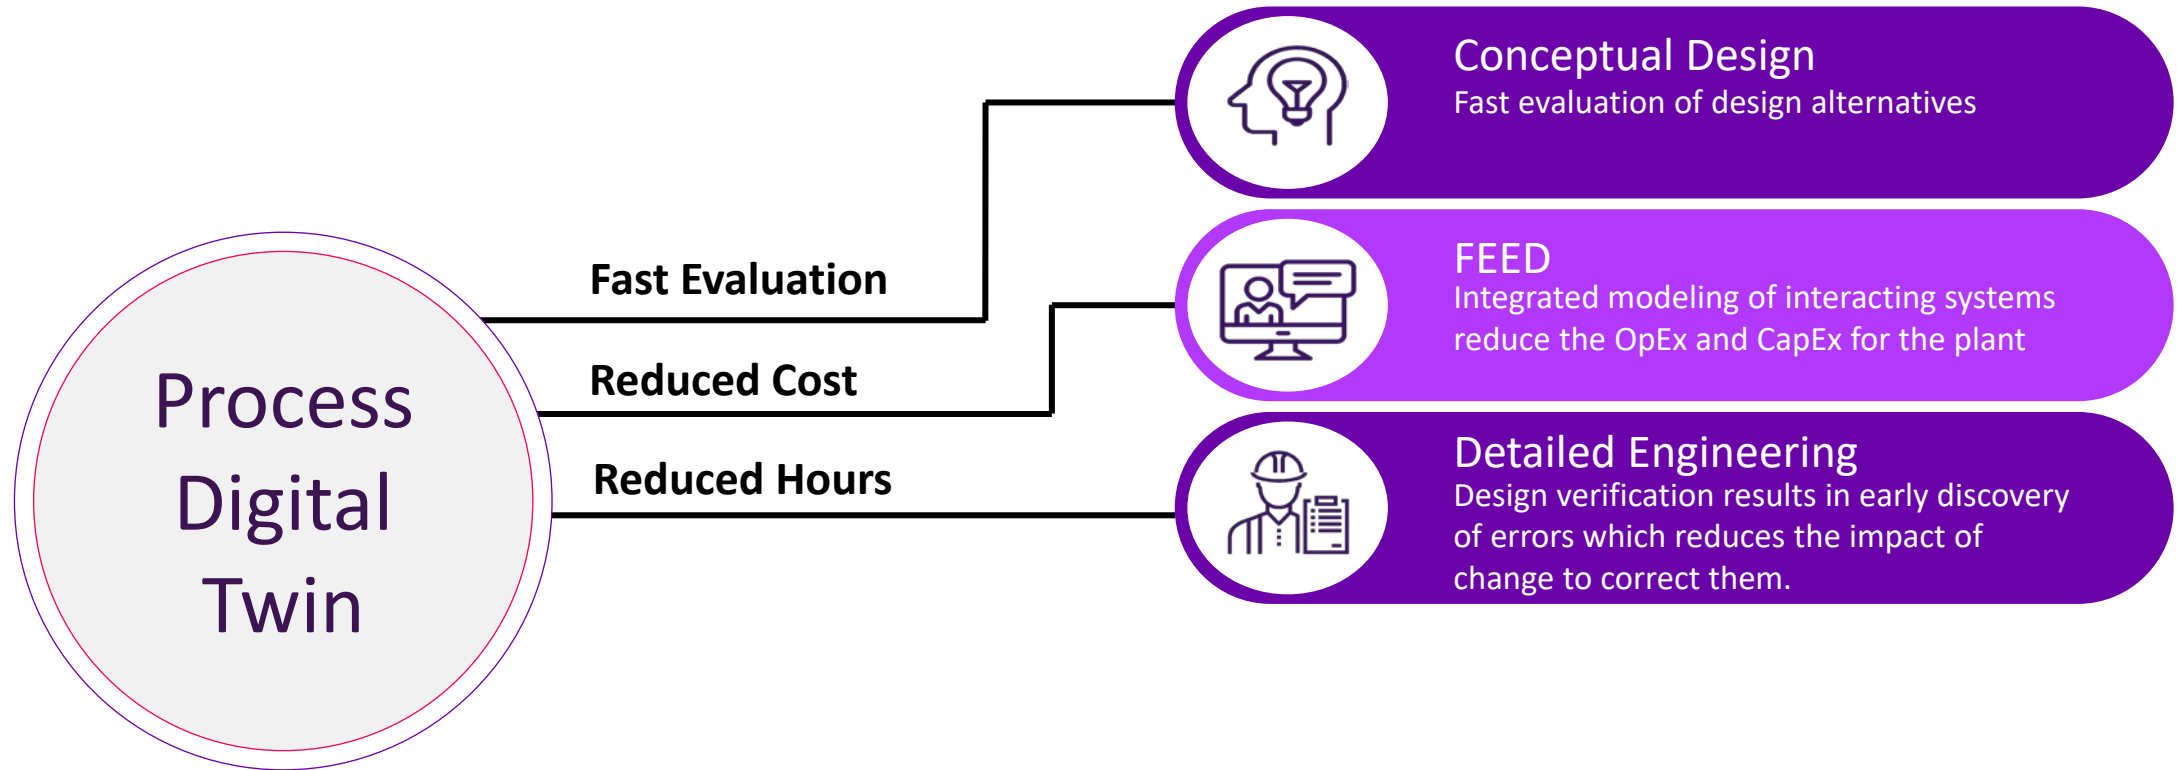 Process
Digital
Twin
Fast Evaluation
Reduced Cost
Reduced Hours
Conceptual Design
Fast evaluation of design alternatives
FEED
Integrated modeling of interacting systems
reduce the OpEx and CapEx for the plant
Detailed Engineering
Design verification results in early discovery
of errors which reduces the impact of
change to correct them.